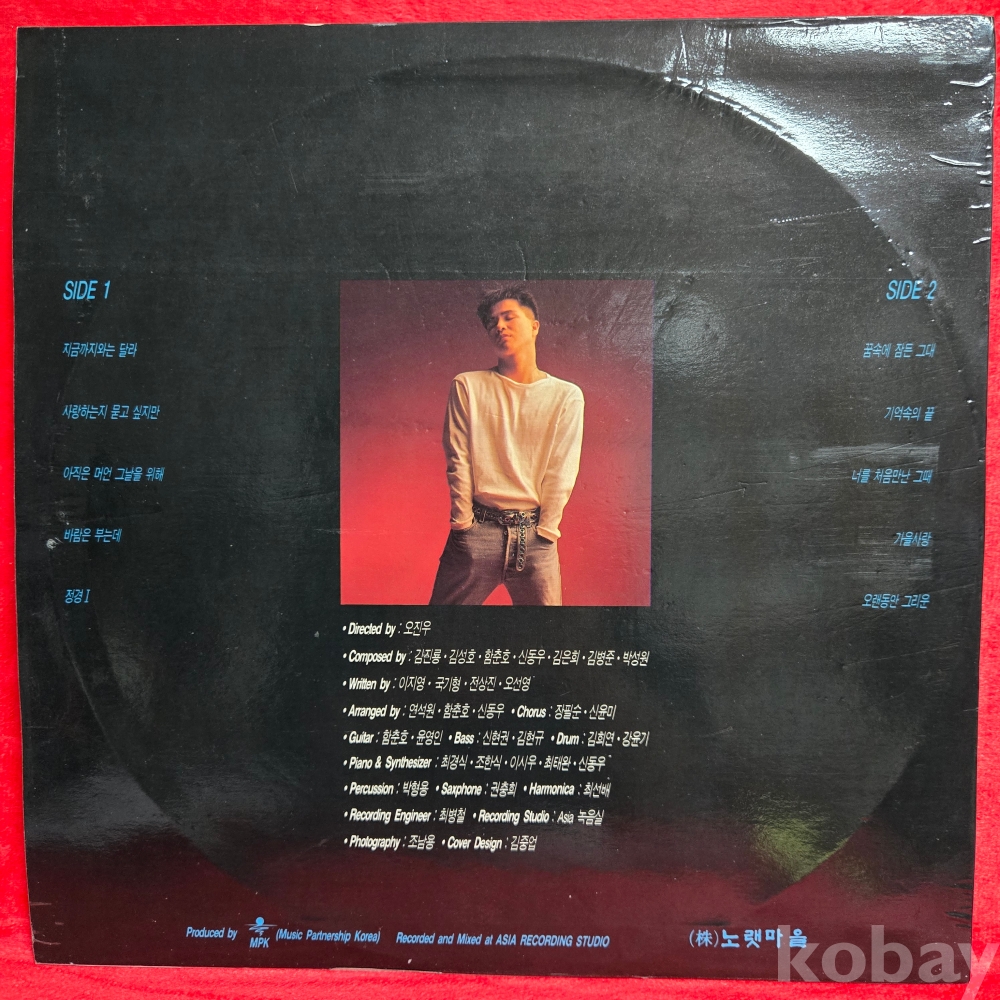 SIDE 1
지금까지와는 달라
사랑하는지 묻고 싶지만
아직은 머언 그날을 위해
바람은 부는데
정경 I
SIDE 2
꿈속에 잠든 그대
기억속의 끝
너를 처음만난 그때
가을사랑
오랜동안 그리운
• Directed by : 오진우
• Composed by : 김진룡 · 김성호 · 함춘호 · 신동우 · 김은희 · 김병준 · 박성원
• Written by : 이지영 · 국기형 · 전상진 · 오선영
• Arranged by : 연석원 · 함춘호 · 신동우 • Chorus : 장필순 · 신윤미
• Guitar : 함춘호 · 윤영인 • Bass : 신현권 · 김현규 • Drum : 김희연 · 강윤기
• Piano & Synthesizer : 최경식 · 조한식 · 이시우 · 최태완 · 신동우
• Percussion : 박형용 • Saxphone : 권충희 • Harmonica : 최선배
• Recording Engineer : 최병철 • Recording Studio : Asia 녹음실
• Photography : 조남용 • Cover Design : 김중업
Produced by MPK (Music Partnership Korea) Recorded and Mixed at ASIA RECORDING STUDIO
(株)노랫마을
kobay